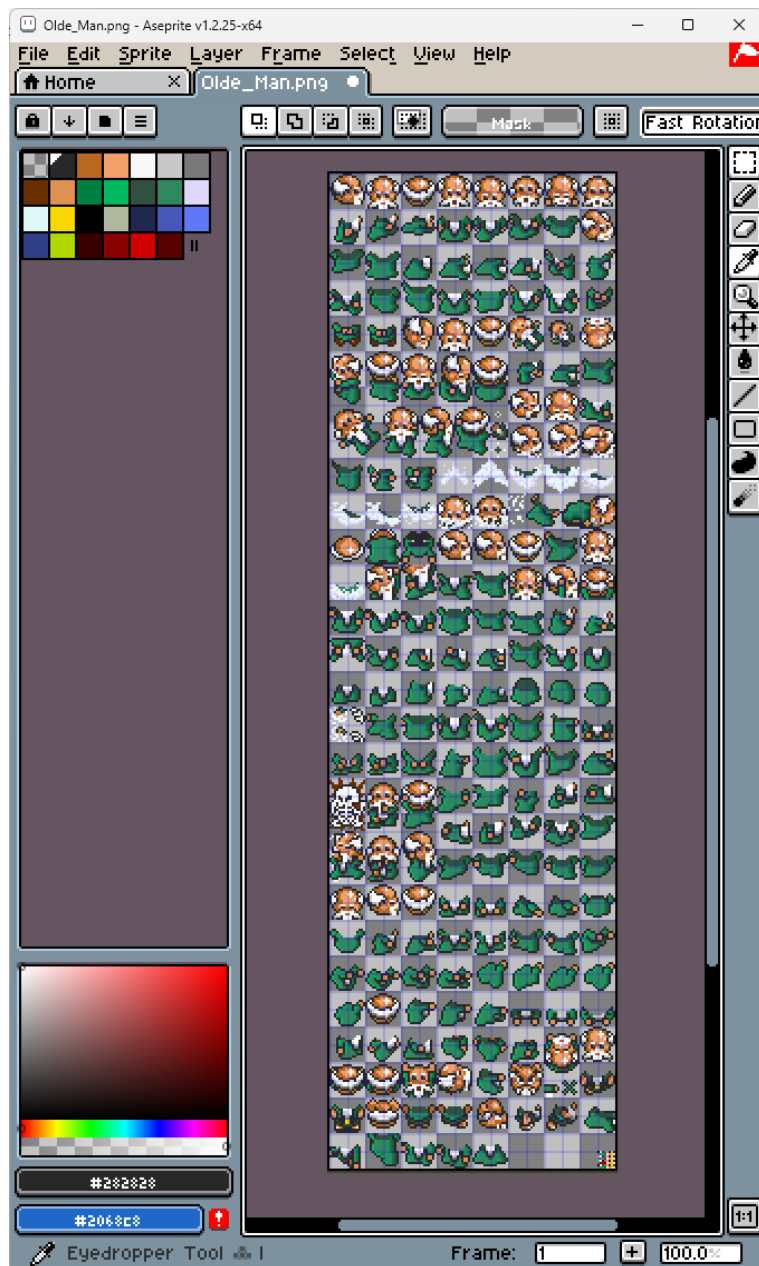 Olde_Man.png - Aseprite v1.2.25-x64
File Edit Sprite Layer Frame Select View Help
Home Olde_Man.png
Mask Fast Rotation
1:1
#282828
#2068c8
Eyedropper Tool Frame: 1 100.0%